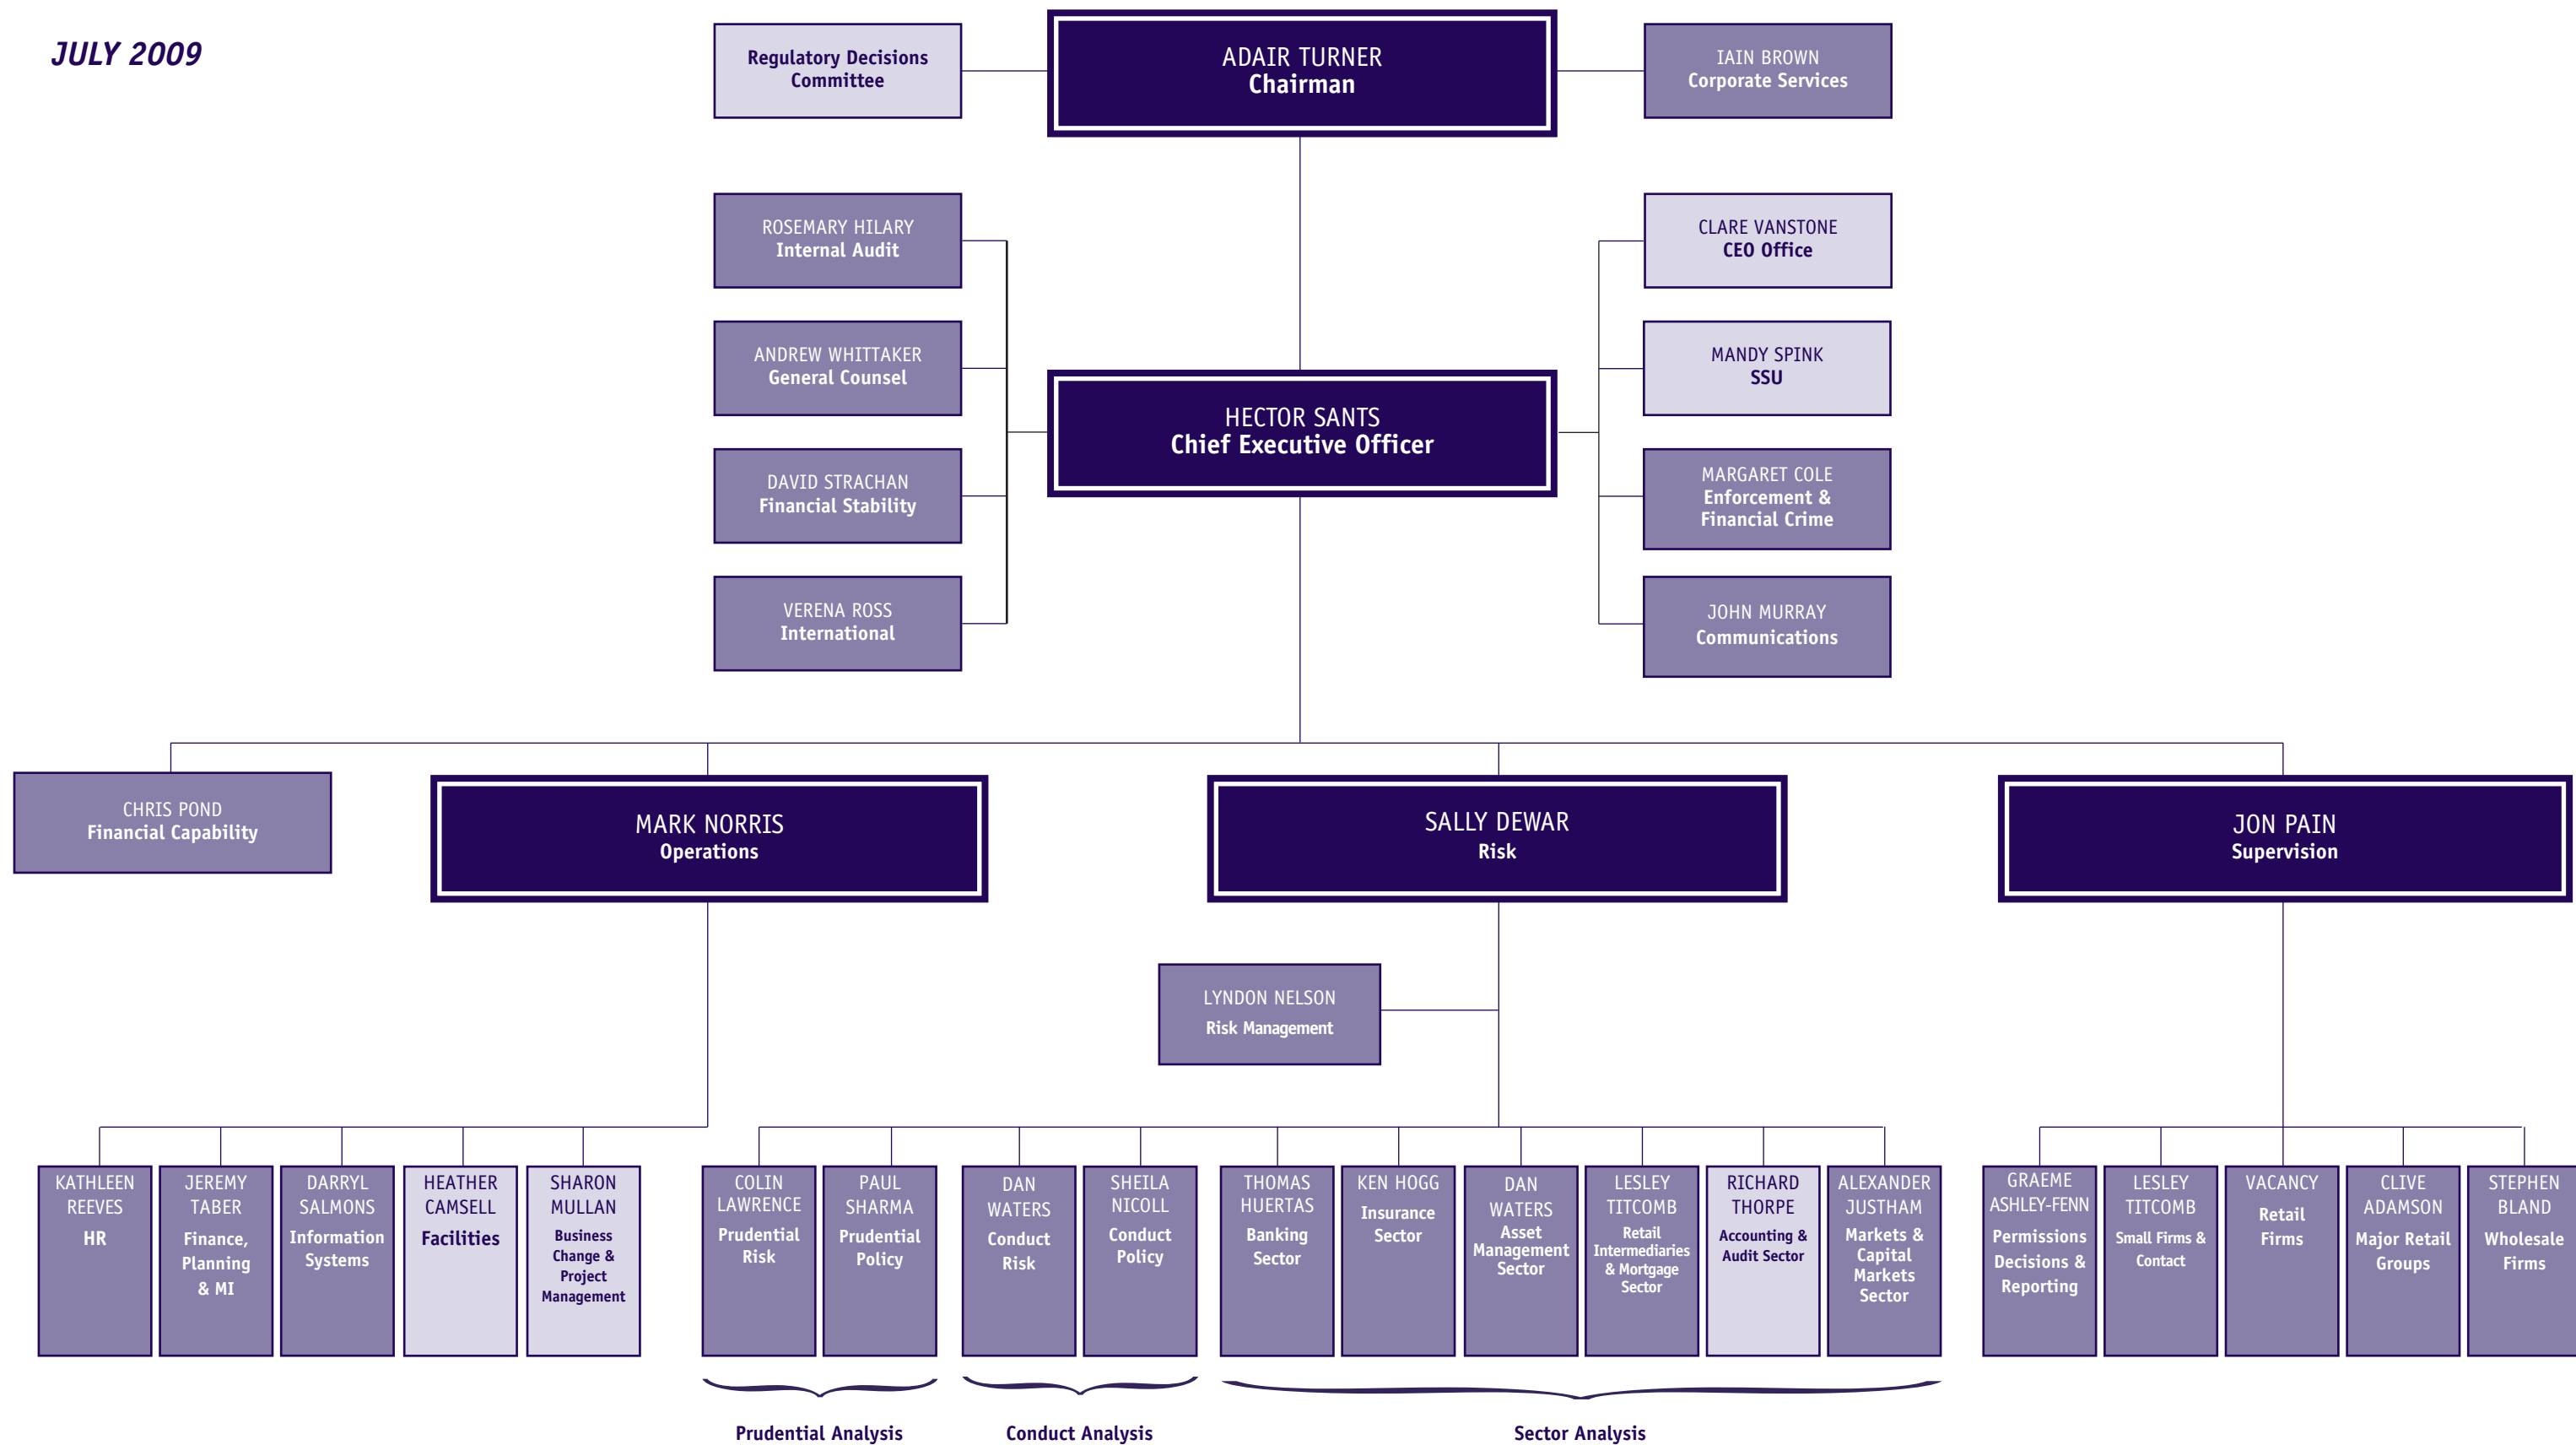 JULY 2009
Regulatory Decisions
Committee
ADAIR TURNER
Chairman
IAIN BROWN
Corporate Services
ROSEMARY HILARY
Internal Audit
CLARE VANSTONE
CEO Office
ANDREW WHITTAKER
General Counsel
MANDY SPINK
SSU
HECTOR SANTS
Chief Executive Officer
DAVID STRACHAN
Financial Stability
MARGARET COLE
Enforcement &
Financial Crime
VERENA ROSS
International
JOHN MURRAY
Communications
CHRIS POND
Financial Capability
MARK NORRIS
Operations
SALLY DEWAR
Risk
JON PAIN
Supervision
LYNDON NELSON
Risk Management
KATHLEEN
REEVES
HR
JEREMY
TABER
Finance,
Planning
& MI
DARRYL
SALMONS
Information
Systems
HEATHER
CAMSELL
Facilities
SHARON
MULLAN
Business
Change &
Project
Management
COLIN
LAWRENCE
Prudential
Risk
PAUL
SHARMA
Prudential
Policy
DAN
WATERS
Conduct
Risk
SHEILA
NICOLL
Conduct
Policy
THOMAS
HUERTAS
Banking
Sector
KEN HOGG
Insurance
Sector
DAN
WATERS
Asset
Management
Sector
LESLEY
TITCOMB
Retail
Intermediaries
& Mortgage
Sector
RICHARD
THORPE
Accounting &
Audit Sector
ALEXANDER
JUSTHAM
Markets &
Capital
Markets
Sector
GRAEME
ASHLEY-FENN
Permissions
Decisions &
Reporting
LESLEY
TITCOMB
Small Firms &
Contact
VACANCY
Retail
Firms
CLIVE
ADAMSON
Major Retail
Groups
STEPHEN
BLAND
Wholesale
Firms
Prudential Analysis
Conduct Analysis
Sector Analysis